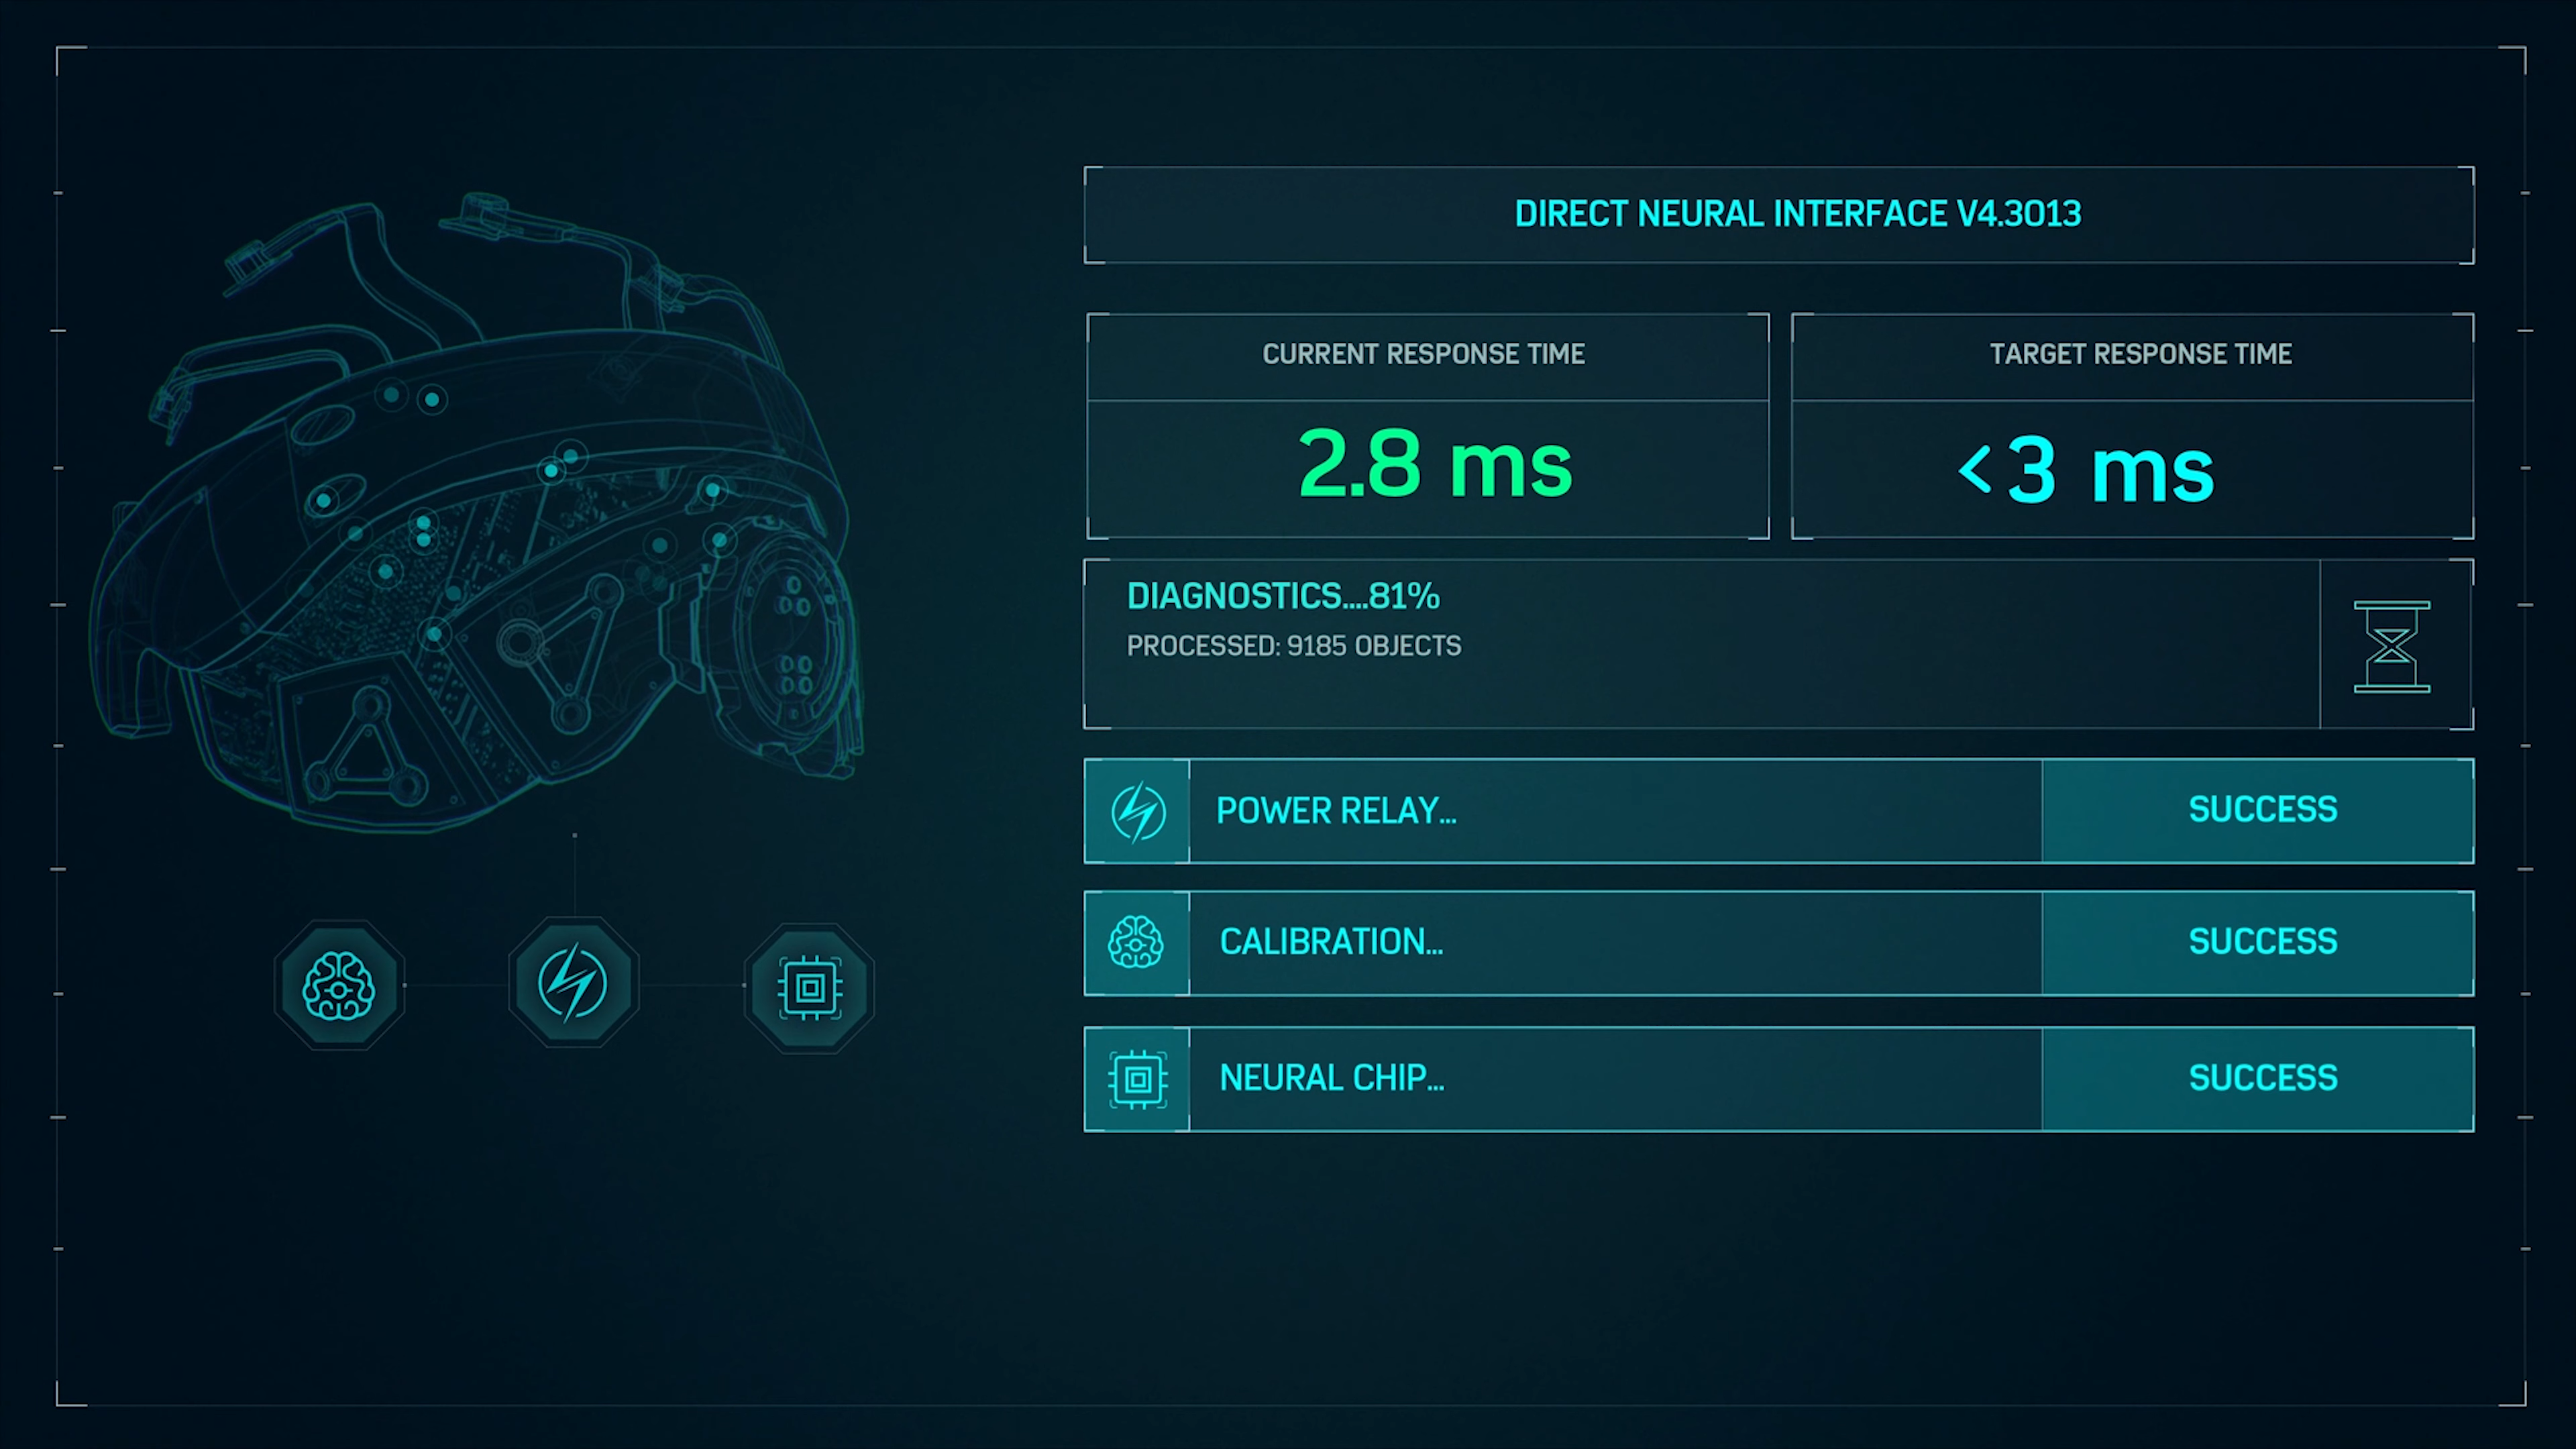 DIRECT NEURAL INTERFACE V4.3013
CURRENT RESPONSE TIME
TARGET RESPONSE TIME
2.8 ms
<3 ms
DIAGNOSTICS....81%
PROCESSED: 9185 OBJECTS
POWER RELAY...
SUCCESS
CALIBRATION...
SUCCESS
NEURAL CHIP...
SUCCESS